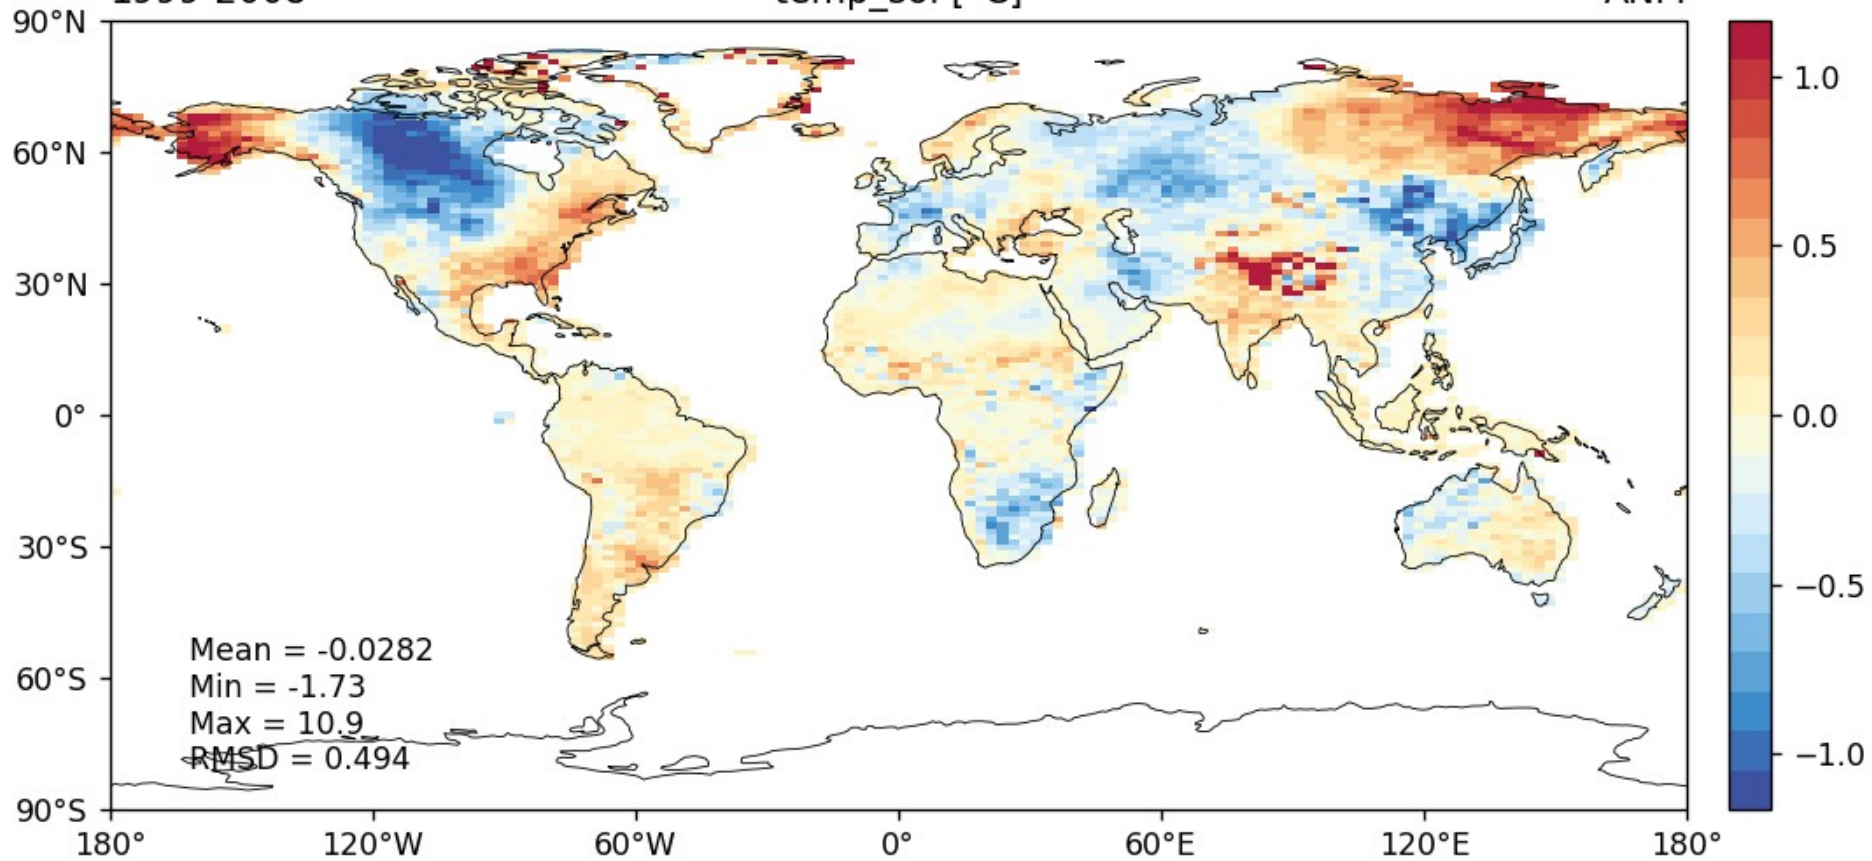 90°N
60°N
30°N
0°
30°S
60°S
90°S
180°
120°W
60°W
0°
60°E
120°E
180°
1.0
0.5
0.0
−0.5
−1.0
Mean = -0.0282
Min = -1.73
Max = 10.9
RMSD = 0.494